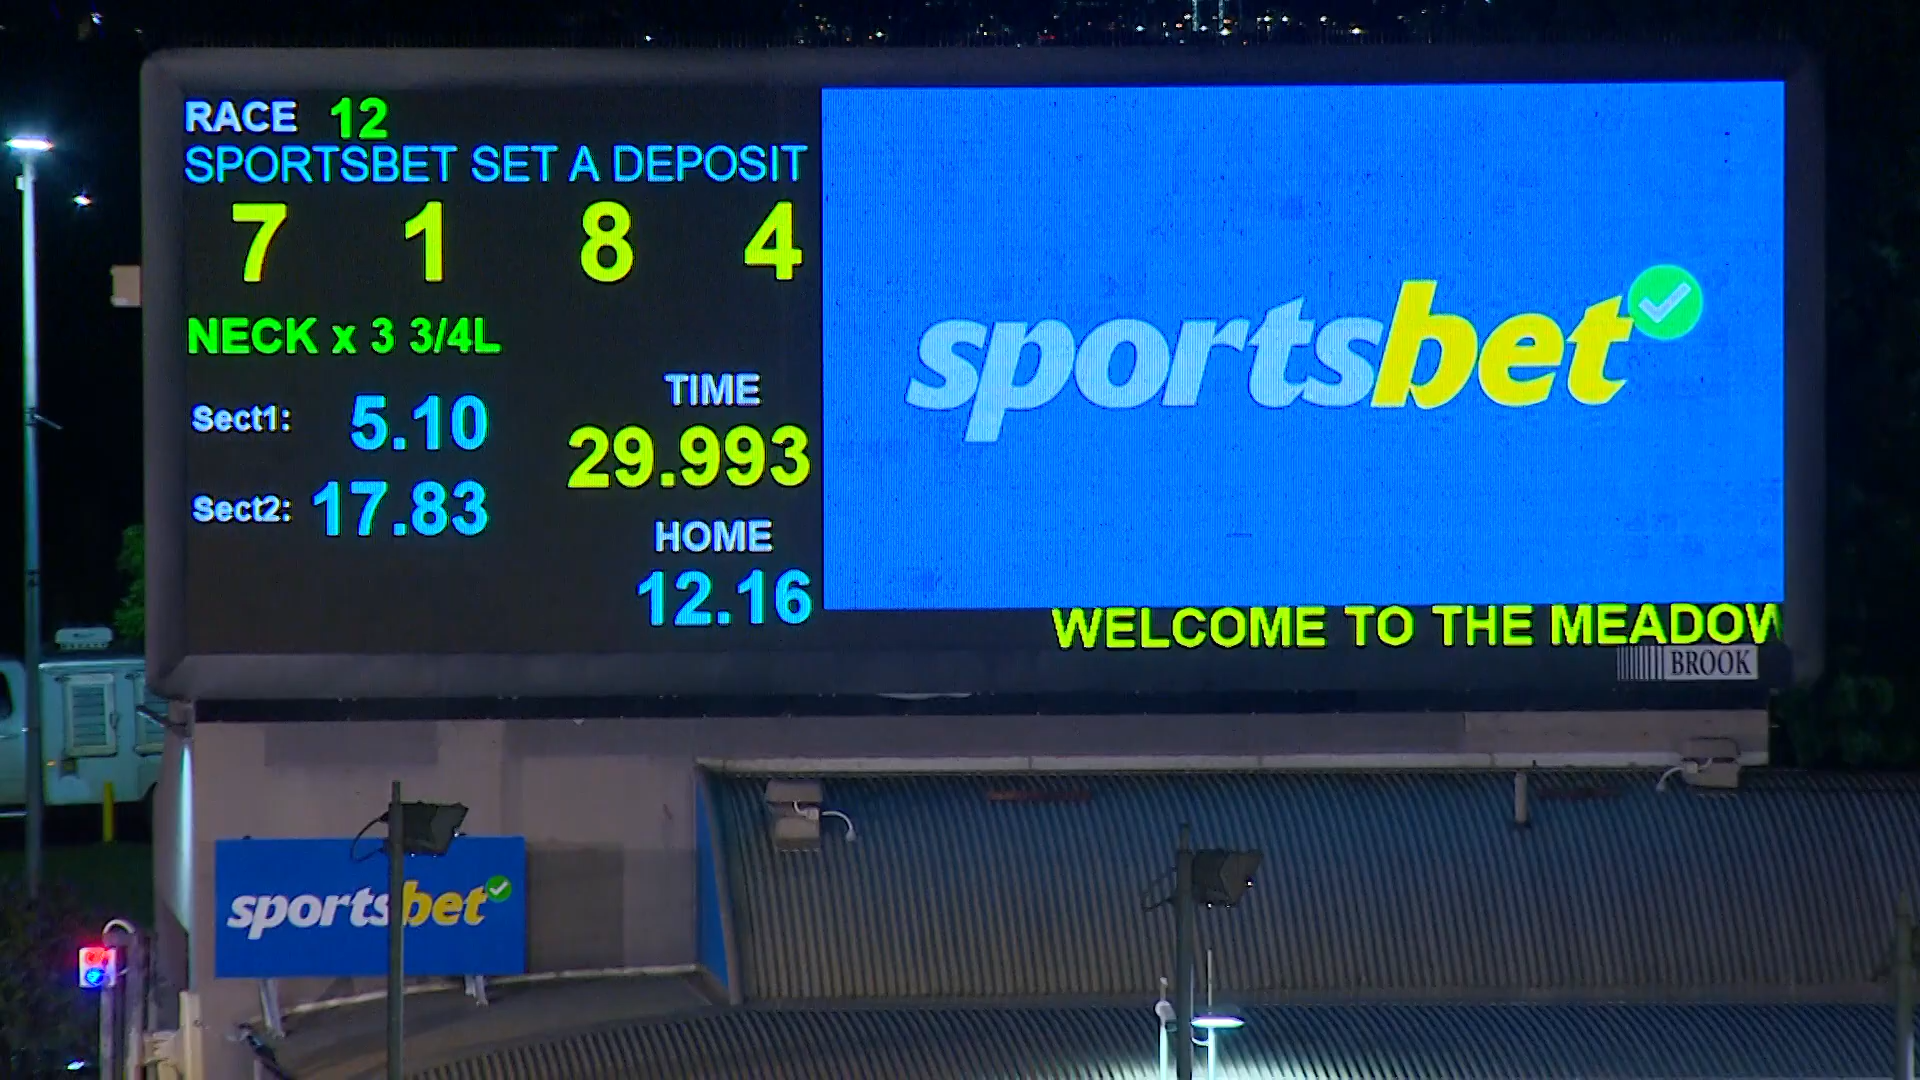 RACE 12
SPORTSBET SET A DEPOSIT
7 1 8 4
NECK x 3 3/4L
Sect1: 5.10
TIME
29.993
Sect2: 17.83
HOME
12.16
sportsbet
WELCOME TO THE MEADOW
BROOK
sportsbet